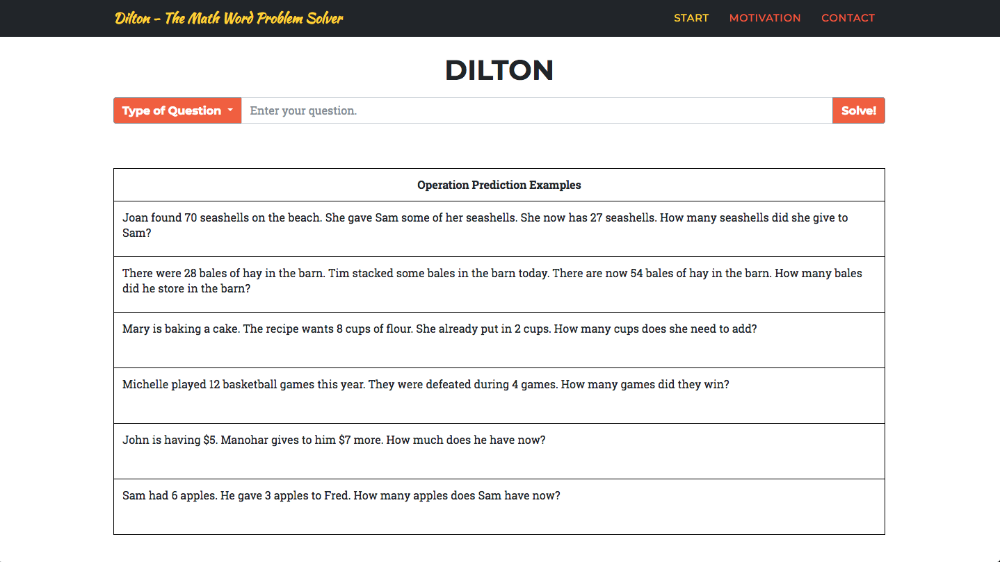 Dilton - The Math Word Problem Solver
START MOTIVATION CONTACT
DILTON
Type of Question Enter your question. Solve!
Operation Prediction Examples
Joan found 70 seashells on the beach. She gave Sam some of her seashells. She now has 27 seashells. How many seashells did she give to
Sam?
There were 28 bales of hay in the barn. Tim stacked some bales in the barn today. There are now 54 bales of hay in the barn. How many bales
did he store in the barn?
Mary is baking a cake. The recipe wants 8 cups of flour. She already put in 2 cups. How many cups does she need to add?
Michelle played 12 basketball games this year. They were defeated during 4 games. How many games did they win?
John is having $5. Manohar gives to him $7 more. How much does he have now?
Sam had 6 apples. He gave 3 apples to Fred. How many apples does Sam have now?